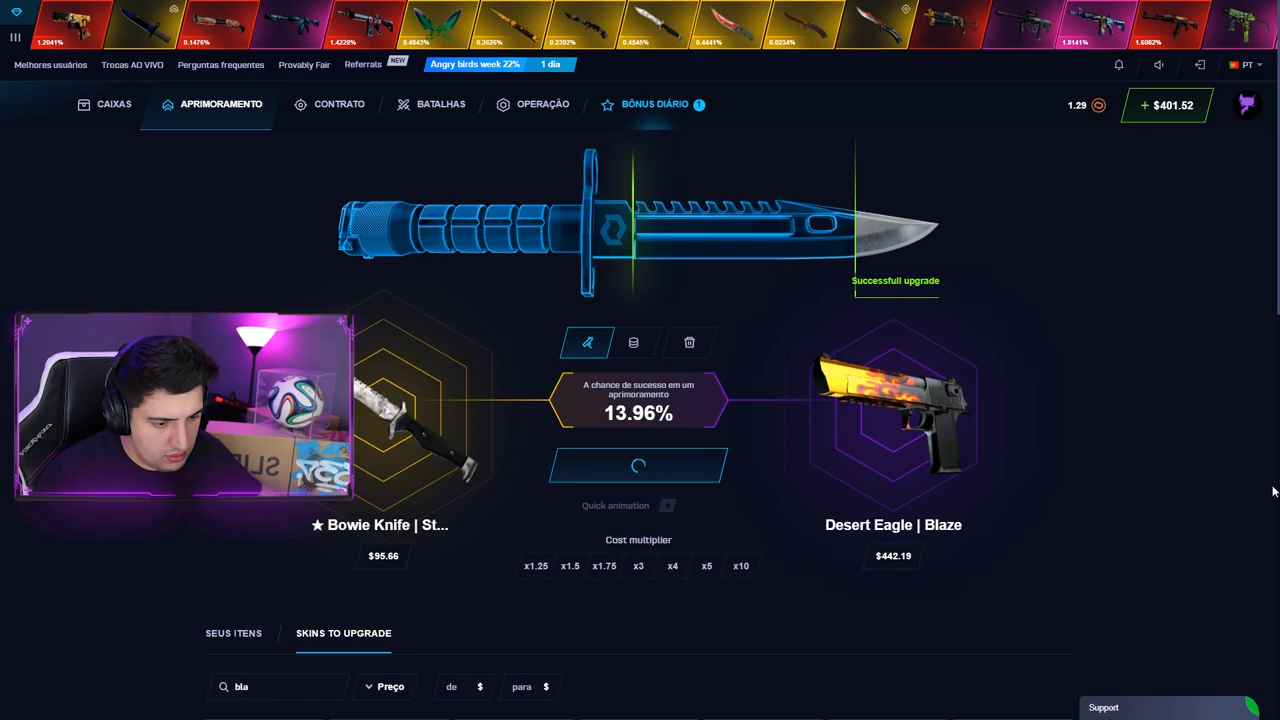 1.2041%
0.1476%
1.4228%
0.4843%
0.3626%
0.2392%
0.4545%
0.4441%
0.0234%
1.8141%
1.6082%
Melhores usuários
Trocas AO VIVO
Perguntas frequentes
Provably Fair
Referrals
NEW
Angry birds week 22%
1 dia
PT
CAIXAS
APRIMORAMENTO
CONTRATO
BATALHAS
OPERAÇÃO
BÔNUS DIÁRIO
1
1.29
+ $401.52
Successfull upgrade
A chance de sucesso em um
aprimoramento
13.96%
Quick animation
★ Bowie Knife | St...
$95.66
Desert Eagle | Blaze
$442.19
Cost multiplier
x1.25
x1.5
x1.75
x3
x4
x5
x10
SEUS ITENS
SKINS TO UPGRADE
bla
Preço
de $
para $
Support